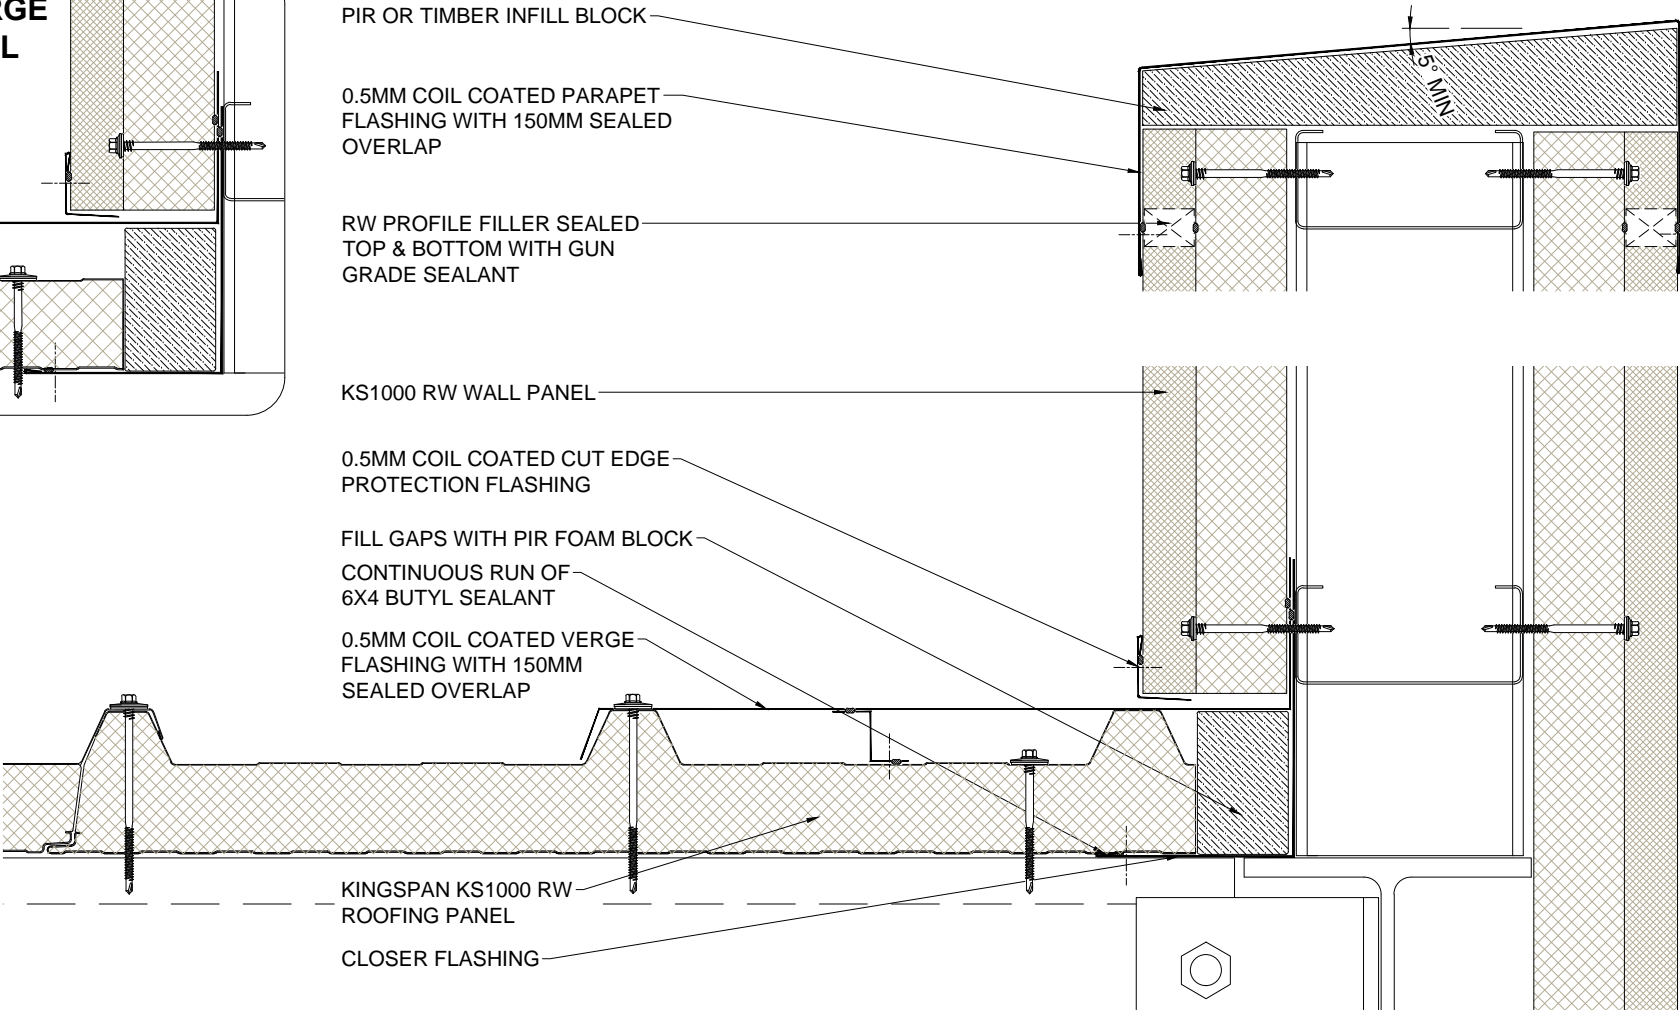 RGE
L
PIR OR TIMBER INFILL BLOCK
0.5MM COIL COATED PARAPET
FLASHING WITH 150MM SEALED
OVERLAP
RW PROFILE FILLER SEALED
TOP & BOTTOM WITH GUN
GRADE SEALANT
KS1000 RW WALL PANEL
0.5MM COIL COATED CUT EDGE
PROTECTION FLASHING
FILL GAPS WITH PIR FOAM BLOCK
CONTINUOUS RUN OF
6X4 BUTYL SEALANT
0.5MM COIL COATED VERGE
FLASHING WITH 150MM
SEALED OVERLAP
KINGSPAN KS1000 RW
ROOFING PANEL
CLOSER FLASHING
5° MIN